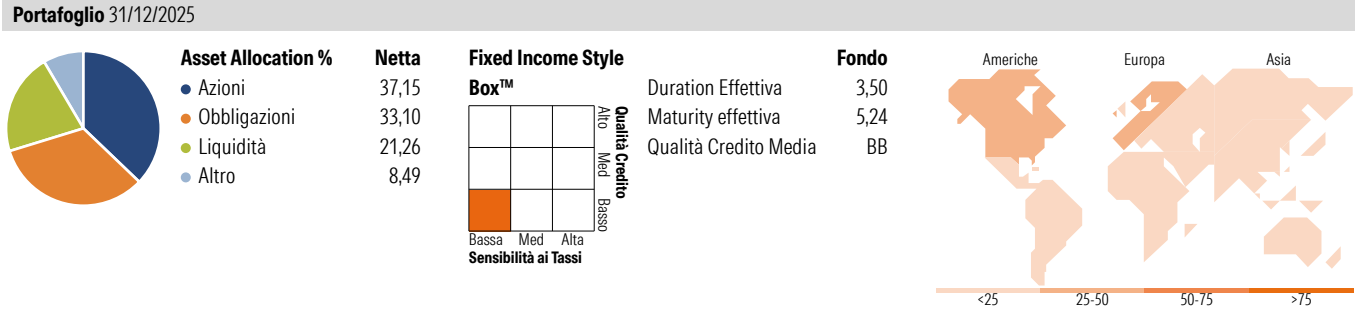 Portafoglio 31/12/2025
Asset Allocation % Netta
Azioni 37,15
Obbligazioni 33,10
Liquidità 21,26
Altro 8,49
Fixed Income Style
Box™
Alto
Med
Basso
Qualità Credito
Bassa Med Alta
Sensibilità ai Tassi
Fondo
Duration Effettiva 3,50
Maturity effettiva 5,24
Qualità Credito Media BB
Americhe Europa Asia
<25 25-50 50-75 >75